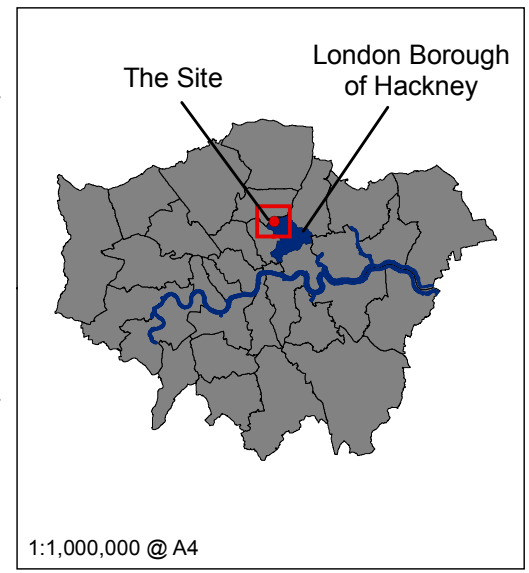 The Site
London Borough
of Hackney
1:1,000,000 @ A4